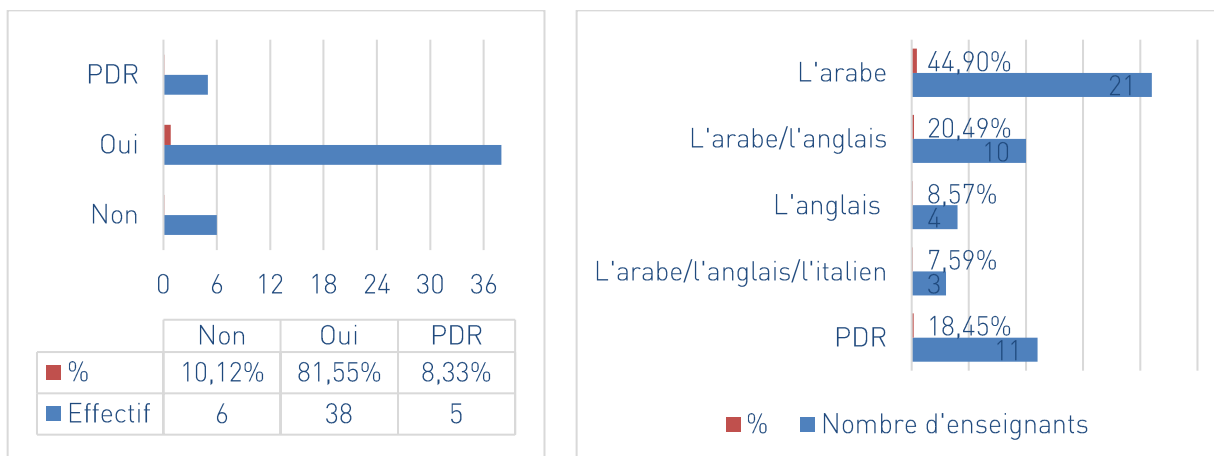 PDR
Oui
Non
0 6 12 18 24 30 36
Non Oui PDR
% 10,12% 81,55% 8,33%
Effectif 6 38 5
L'arabe 44,90% 21
L'arabe/l'anglais 20,49% 10
L'anglais 8,57% 4
L'arabe/l'anglais/l'italien 7,59% 3
PDR 18,45% 11
% Nombre d'enseignants